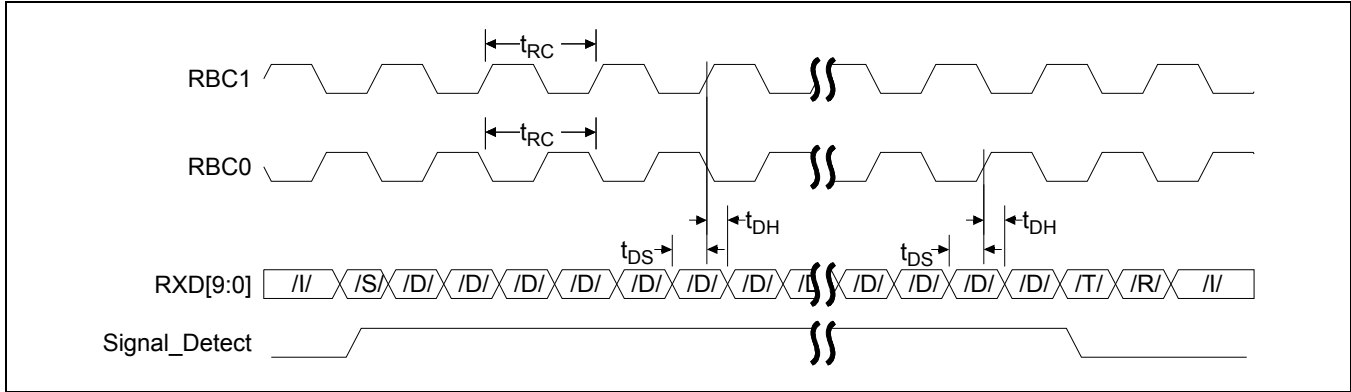 tRC
RBC1
tRC
RBC0
tDH
tDH
tDS
tDS
RXD[9:0] /I/ /S/ /D/ /D/ /D/ /D/ /D/ /D/ /D/ /D/ /D/ /D/ /D/ /D/ /T/ /R/ /I/
Signal_Detect